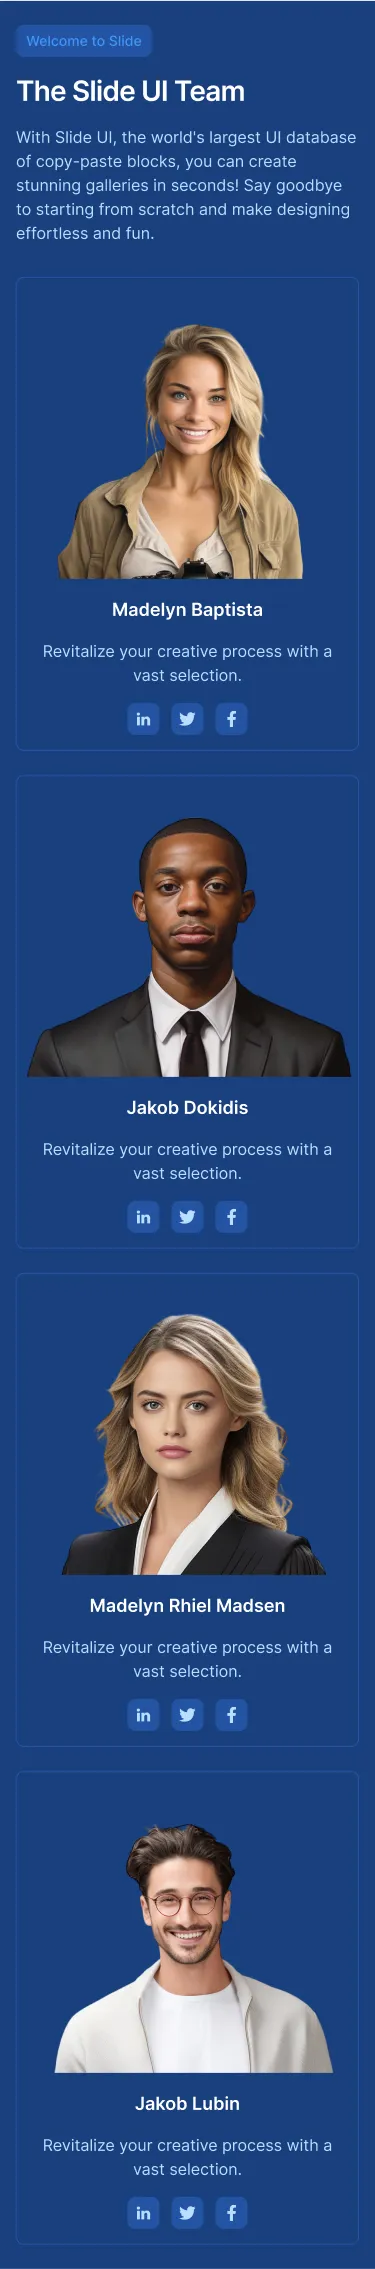 Welcome to Slide
The Slide UI Team
With Slide UI, the world's largest UI database
of copy-paste blocks, you can create
stunning galleries in seconds! Say goodbye
to starting from scratch and make designing
effortless and fun.
Madelyn Baptista
Revitalize your creative process with a
vast selection.
in
Jakob Dokidis
Revitalize your creative process with a
vast selection.
in
Madelyn Rhiel Madsen
Revitalize your creative process with a
vast selection.
in
Jakob Lubin
Revitalize your creative process with a
vast selection.
in